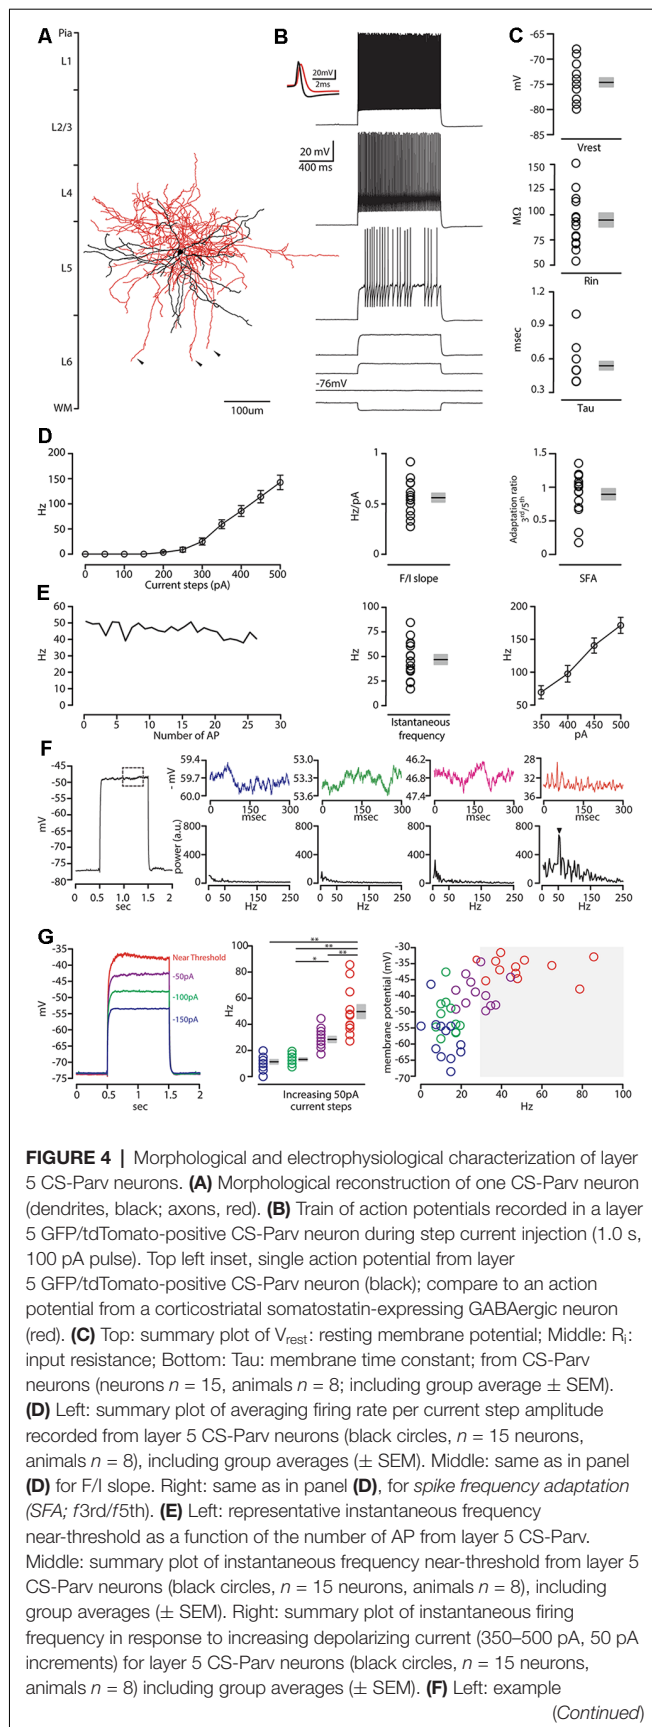 A
Pia
L1
L2/3
L4
L5
L6
WM
100um
B
20mV
2ms
20 mV
400 ms
-76mV
C
mV
-65
-70
-75
-80
-85
Vrest
MΩ
150
125
100
75
50
Rin
msec
1.2
0.9
0.6
0.3
Tau
D
Hz
200
150
100
50
0
0
100
200
300
400
500
Current steps (pA)
Hz/pA
1
0.5
0
F/I slope
Adaptation ratio
3rd/5th
1.5
1
0.5
0
SFA
E
Hz
60
50
40
30
20
10
0
0
5
10
15
20
25
30
Number of AP
Hz
100
75
50
25
0
Istantaneous
frequency
Hz
200
150
100
50
350
400
450
500
pA
F
mV
-45
-50
-55
-60
-65
-70
-75
-80
0
0.5
1
1.5
2
sec
- mV
59.4
59.7
60.0
0
150
300
msec
53.0
53.3
53.6
0
150
300
msec
46.2
46.8
47.4
0
150
300
msec
28
32
36
0
150
300
msec
power (a.u.)
800
400
0
0
125
250
Hz
800
400
0
0
125
250
Hz
800
400
0
0
125
250
Hz
800
400
0
0
50
150
250
Hz
G
mV
-35
-40
-45
-50
-55
-60
-65
-70
-75
Near Threshold
-50pA
-100pA
-150pA
0
0.5
1
1.5
2
sec
Hz
100
80
60
40
20
0
**
**
**
*
Increasing 50pA
current steps
membrane potential (mV)
-30
-35
-40
-45
-50
-55
-60
-65
-70
0
20
40
60
80
100
Hz
FIGURE 4 | Morphological and electrophysiological characterization of layer
5 CS-Parv neurons. (A) Morphological reconstruction of one CS-Parv neuron
(dendrites, black; axons, red). (B) Train of action potentials recorded in a layer
5 GFP/tdTomato-positive CS-Parv neuron during step current injection (1.0 s,
100 pA pulse). Top left inset, single action potential from layer
5 GFP/tdTomato-positive CS-Parv neuron (black); compare to an action
potential from a corticostriatal somatostatin-expressing GABAergic neuron
(red). (C) Top: summary plot of Vrest: resting membrane potential; Middle: Ri:
input resistance; Bottom: Tau: membrane time constant; from CS-Parv
neurons (neurons n = 15, animals n = 8; including group average ± SEM).
(D) Left: summary plot of averaging firing rate per current step amplitude
recorded from layer 5 CS-Parv neurons (black circles, n = 15 neurons,
animals n = 8), including group averages (± SEM). Middle: same as in panel
(D) for F/I slope. Right: same as in panel (D), for spike frequency adaptation
(SFA; f3rd/f5th). (E) Left: representative instantaneous frequency
near-threshold as a function of the number of AP from layer 5 CS-Parv.
Middle: summary plot of instantaneous frequency near-threshold from layer 5
CS-Parv neurons (black circles, n = 15 neurons, animals n = 8), including
group averages (± SEM). Right: summary plot of instantaneous firing
frequency in response to increasing depolarizing current (350–500 pA, 50 pA
increments) for layer 5 CS-Parv neurons (black circles, n = 15 neurons,
animals n = 8) including group averages (± SEM). (F) Left: example
(Continued)